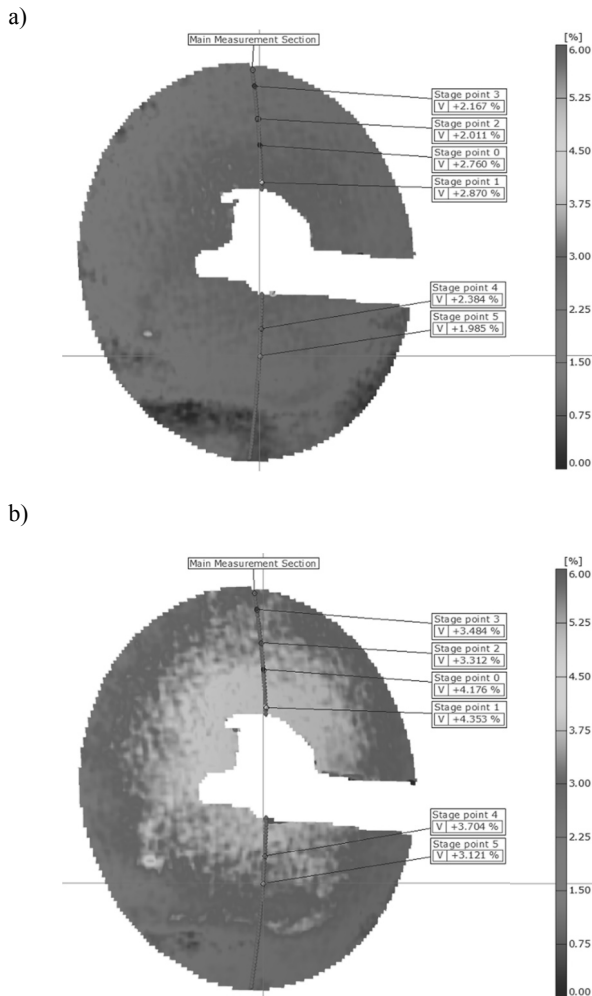 a)
Main Measurement Section
[%]
6.00
Stage point 3
V +2.167 %
5.25
Stage point 2
V +2.011 %
4.50
Stage point 0
V +2.760 %
3.75
Stage point 1
V +2.870 %
3.00
Stage point 4
V +2.384 %
2.25
Stage point 5
V +1.985 %
1.50
0.75
0.00
b)
Main Measurement Section
[%]
6.00
Stage point 3
V +3.484 %
5.25
Stage point 2
V +3.312 %
4.50
Stage point 0
V +4.176 %
3.75
Stage point 1
V +4.353 %
3.00
Stage point 4
V +3.704 %
2.25
Stage point 5
V +3.121 %
1.50
0.75
0.00